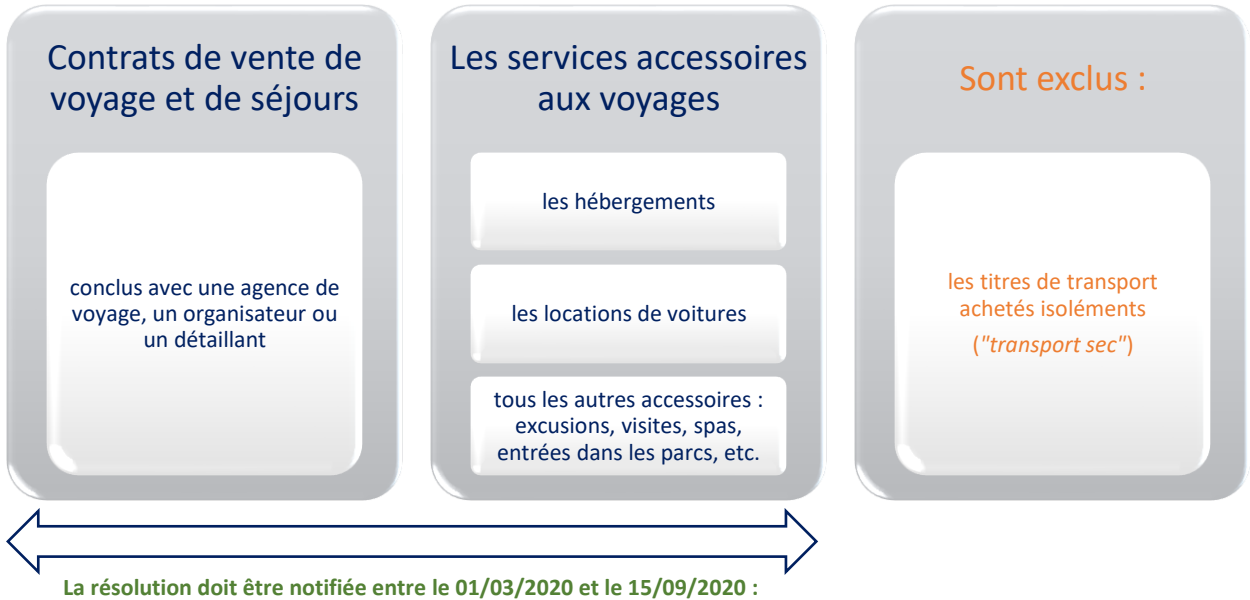 Contrats de vente de
voyage et de séjours
conclus avec une agence de
voyage, un organisateur ou
un détaillant
Les services accessoires
aux voyages
les hébergements
les locations de voitures
tous les autres accessoires :
excusions, visites, spas,
entrées dans les parcs, etc.
Sont exclus :
les titres de transport
achetés isoléments
("transport sec")
La résolution doit être notifiée entre le 01/03/2020 et le 15/09/2020 :